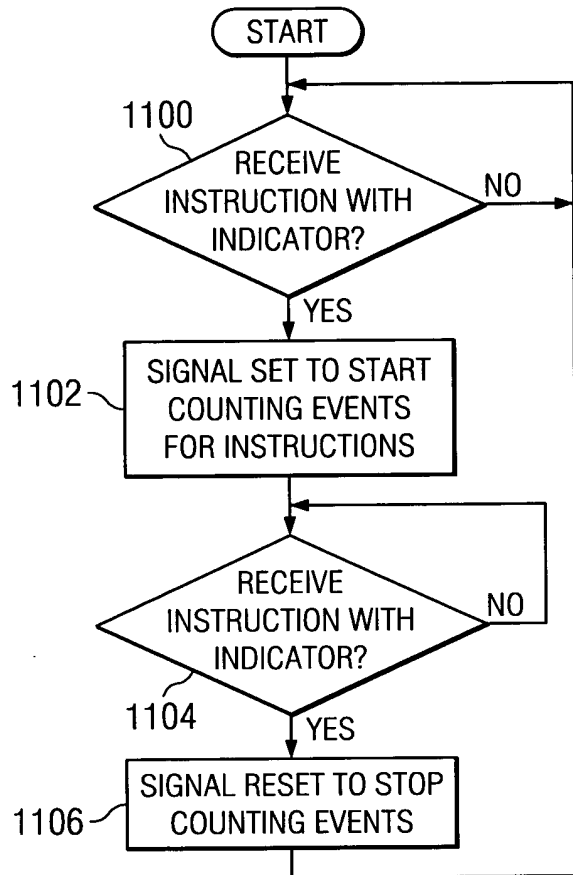 START
1100
RECEIVE
INSTRUCTION WITH
INDICATOR?
NO
YES
1102
SIGNAL SET TO START
COUNTING EVENTS
FOR INSTRUCTIONS
RECEIVE
INSTRUCTION WITH
INDICATOR?
NO
1104
YES
1106
SIGNAL RESET TO STOP
COUNTING EVENTS